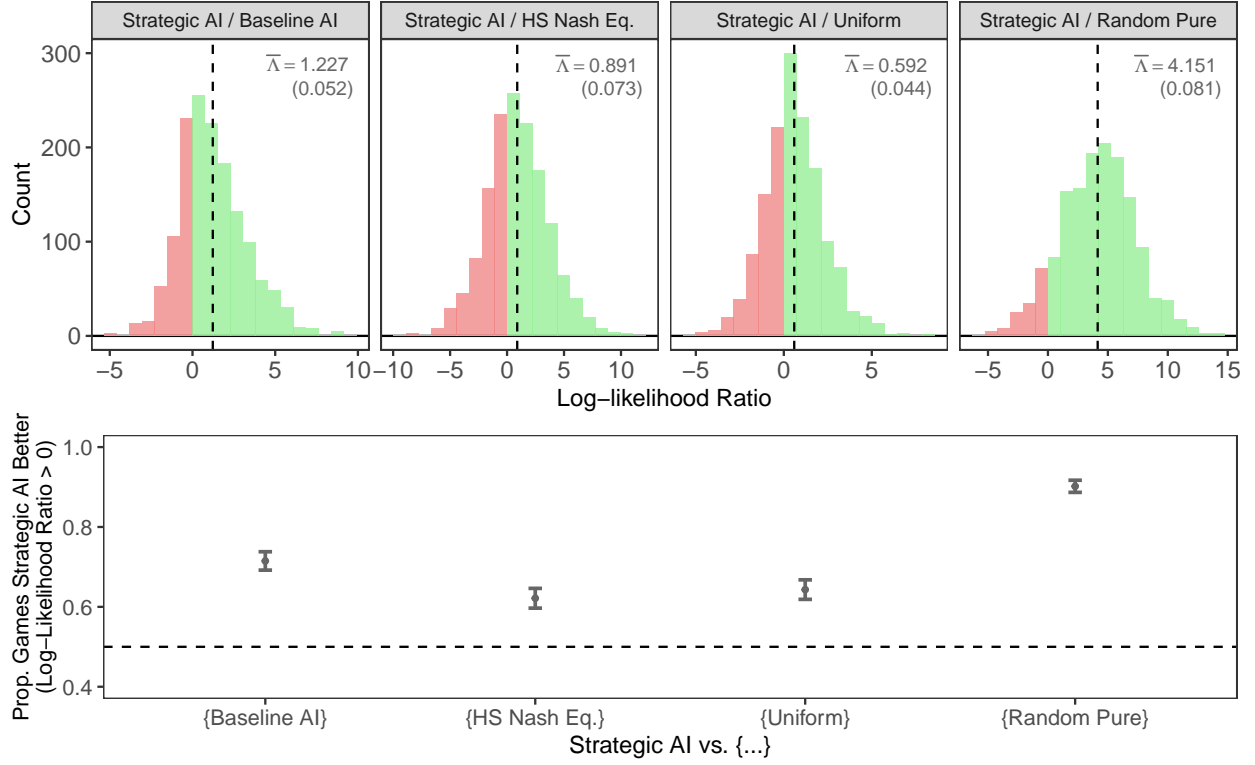 Strategic AI / Baseline AI
Strategic AI / HS Nash Eq.
Strategic AI / Uniform
Strategic AI / Random Pure
Λ̅ = 1.227
(0.052)
Λ̅ = 0.891
(0.073)
Λ̅ = 0.592
(0.044)
Λ̅ = 4.151
(0.081)
Count
300
200
100
0
−5 0 5 10
−10 −5 0 5 10
−5 0 5
−5 0 5 10 15
Log−likelihood Ratio
Prop. Games Strategic AI Better
(Log−Likelihood Ratio > 0)
1.0
0.8
0.6
0.4
{Baseline AI}
{HS Nash Eq.}
{Uniform}
{Random Pure}
Strategic AI vs. {...}